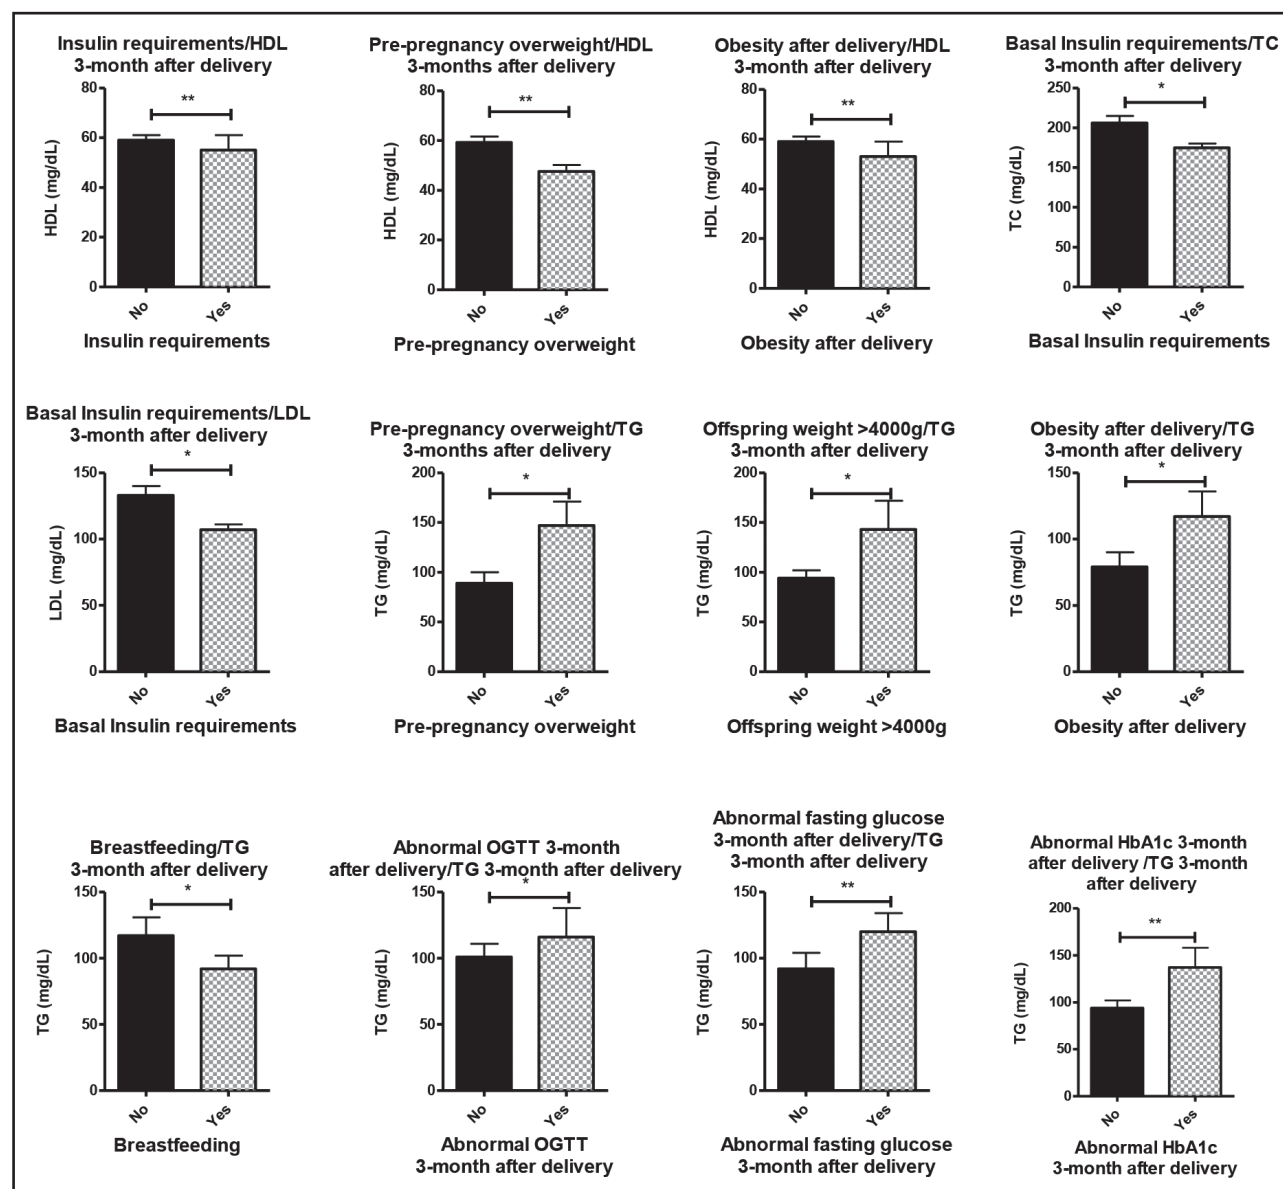 Insulin requirements/HDL
3-month after delivery
**
80
60
40
20
0
HDL (mg/dL)
No
Yes
Insulin requirements
Pre-pregnancy overweight/HDL
3-months after delivery
**
80
60
40
20
0
HDL (mg/dL)
No
Yes
Pre-pregnancy overweight
Obesity after delivery/HDL
3-month after delivery
**
80
60
40
20
0
HDL (mg/dL)
No
Yes
Obesity after delivery
Basal Insulin requirements/TC
3-month after delivery
*
250
200
150
100
50
0
TC (mg/dL)
No
Yes
Basal Insulin requirements
Basal Insulin requirements/LDL
3-month after delivery
*
150
100
50
0
LDL (mg/dL)
No
Yes
Basal Insulin requirements
Pre-pregnancy overweight/TG
3-months after delivery
*
200
150
100
50
0
TG (mg/dL)
No
Yes
Pre-pregnancy overweight
Offspring weight >4000g/TG
3-month after delivery
*
200
150
100
50
0
TG (mg/dL)
No
Yes
Offspring weight >4000g
Obesity after delivery/TG
3-month after delivery
*
150
100
50
0
TG (mg/dL)
No
Yes
Obesity after delivery
Breastfeeding/TG
3-month after delivery
*
150
100
50
0
TG (mg/dL)
No
Yes
Breastfeeding
Abnormal OGTT 3-month
after delivery/TG 3-month after delivery
*
150
100
50
0
TG (mg/dL)
No
Yes
Abnormal OGTT
3-month after delivery
Abnormal fasting glucose
3-month after delivery/TG
3-month after delivery
**
150
100
50
0
TG (mg/dL)
No
Yes
Abnormal fasting glucose
3-month after delivery
Abnormal HbA1c 3-month
after delivery /TG 3-month
after delivery
**
200
150
100
50
0
TG (mg/dL)
No
Yes
Abnormal HbA1c
3-month after delivery